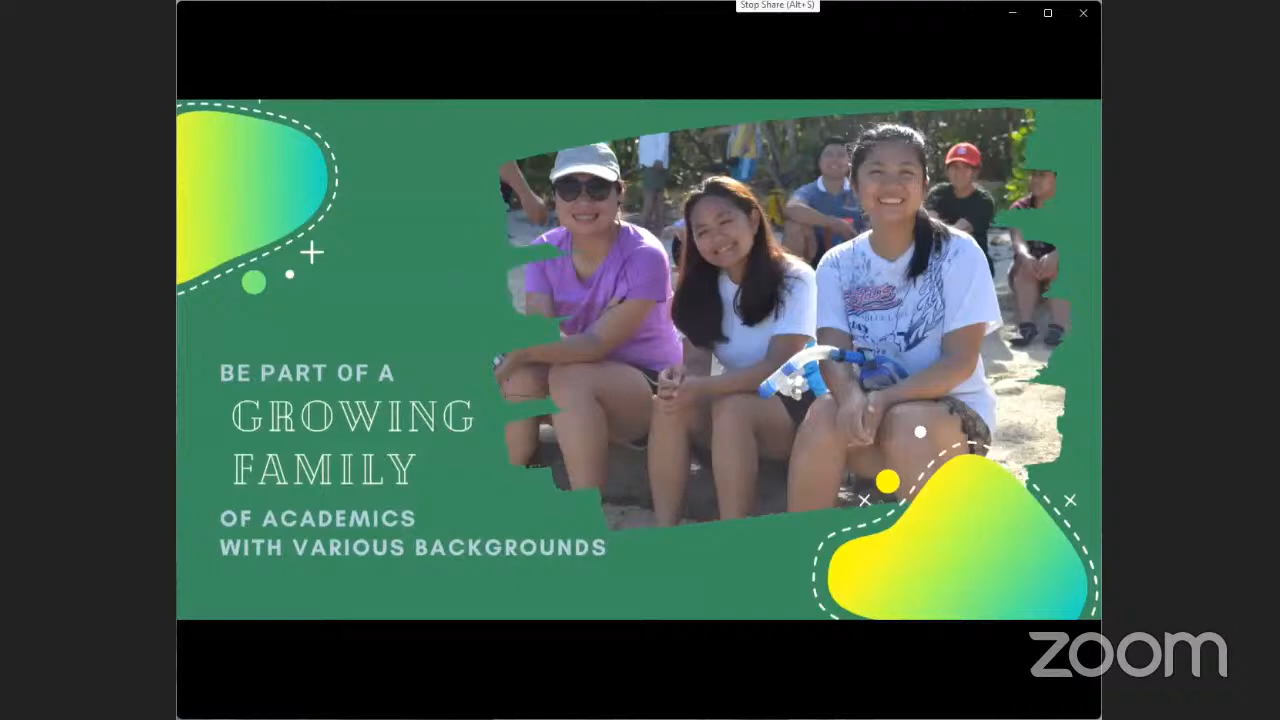 Stop Share (Alt+S)
BE PART OF A
GROWING
FAMILY
OF ACADEMICS
WITH VARIOUS BACKGROUNDS
zoom